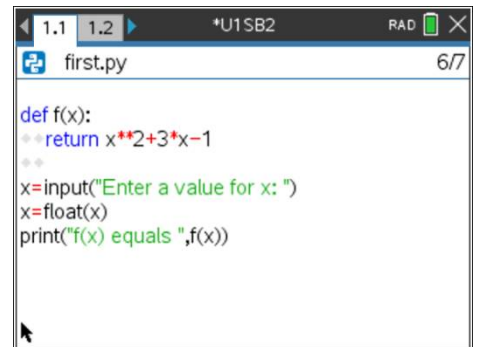 1.1 1.2 *U1SB2 RAD
first.py 6/7
def f(x):
return x**2+3*x-1
x=input("Enter a value for x: ")
x=float(x)
print("f(x) equals ",f(x))